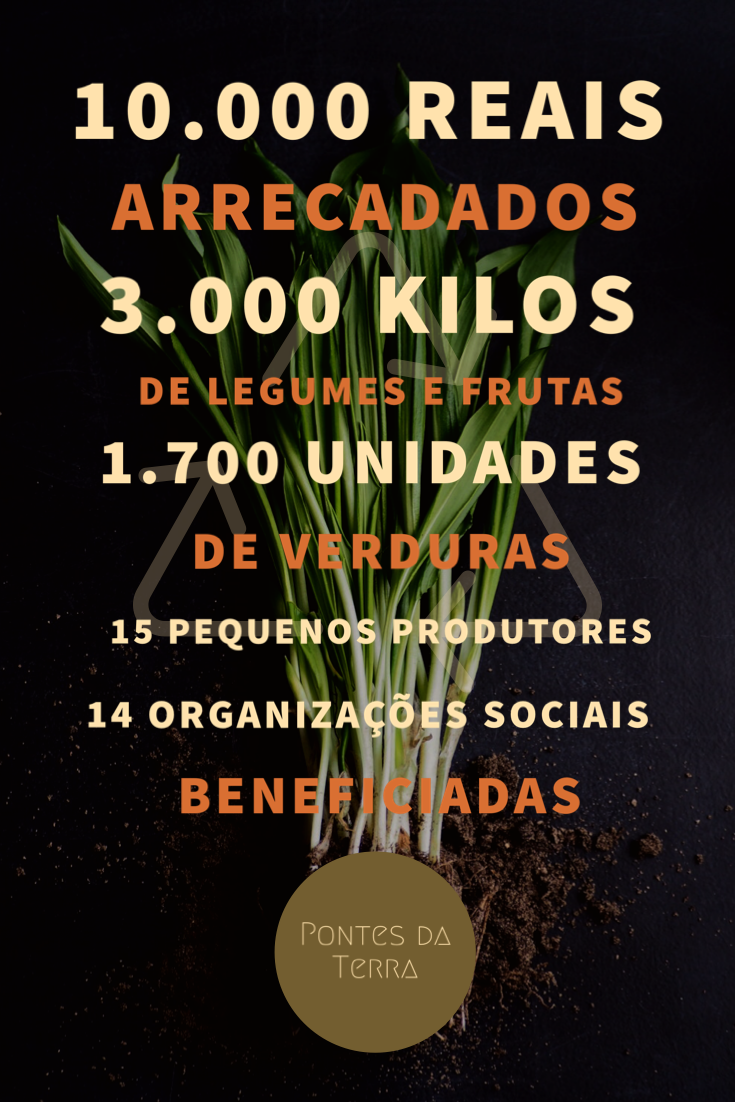 10.000 REAIS
ARRECADADOS
3.000 KILOS
DE LEGUMES E FRUTAS
1.700 UNIDADES
DE VERDURAS
15 PEQUENOS PRODUTORES
14 ORGANIZAÇÕES SOCIAIS
BENEFICIADAS
PONTES DA
TERRA